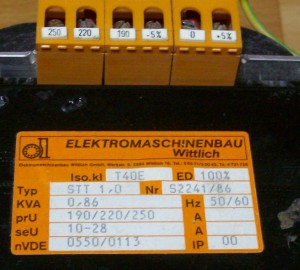 250 220 190 -5% 0 +5%
ELEKTROMASCHINENBAU
Wittlich
Iso.kl T40E ED 100%
Typ STT 1,0 Nr S2241/86
KVA 0,86 Hz 50/60
prU 190/220/250 A
seU 10-28 A
nVDE 0550/0113 IP 00